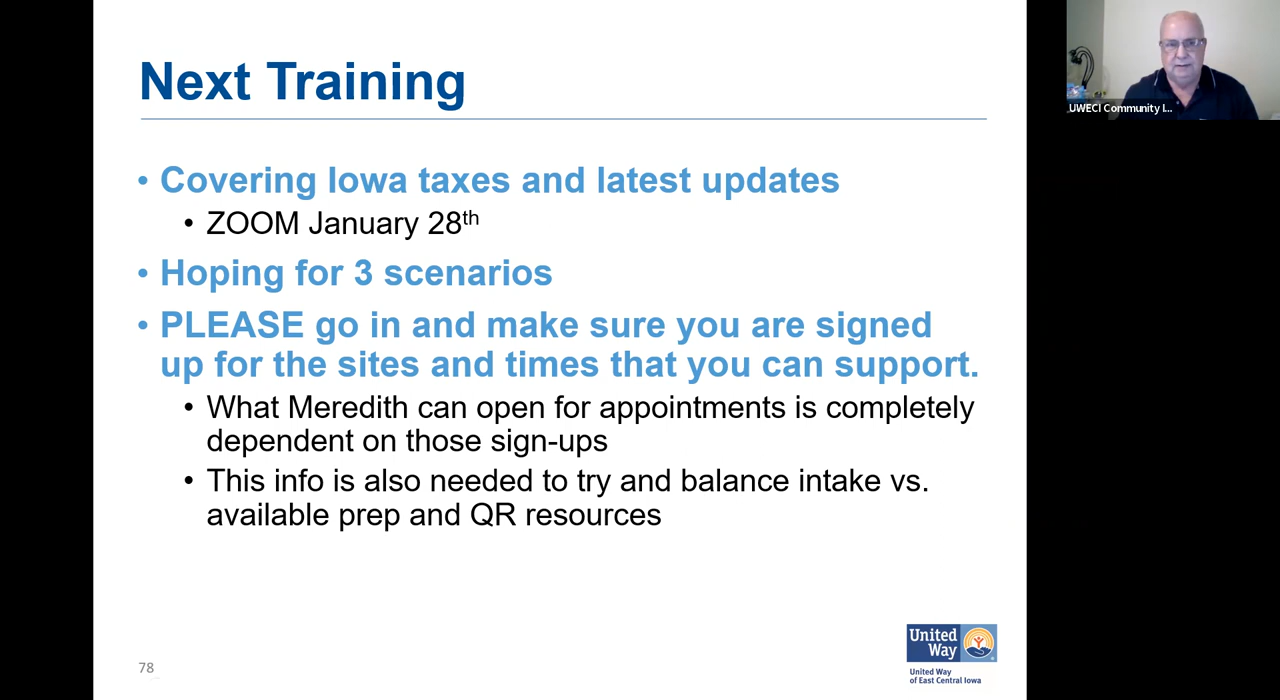 Next Training
• Covering Iowa taxes and latest updates
• ZOOM January 28th
• Hoping for 3 scenarios
• PLEASE go in and make sure you are signed
up for the sites and times that you can support.
• What Meredith can open for appointments is completely
dependent on those sign-ups
• This info is also needed to try and balance intake vs.
available prep and QR resources
78
United
Way
United Way
of East Central Iowa
UWECI Community I...